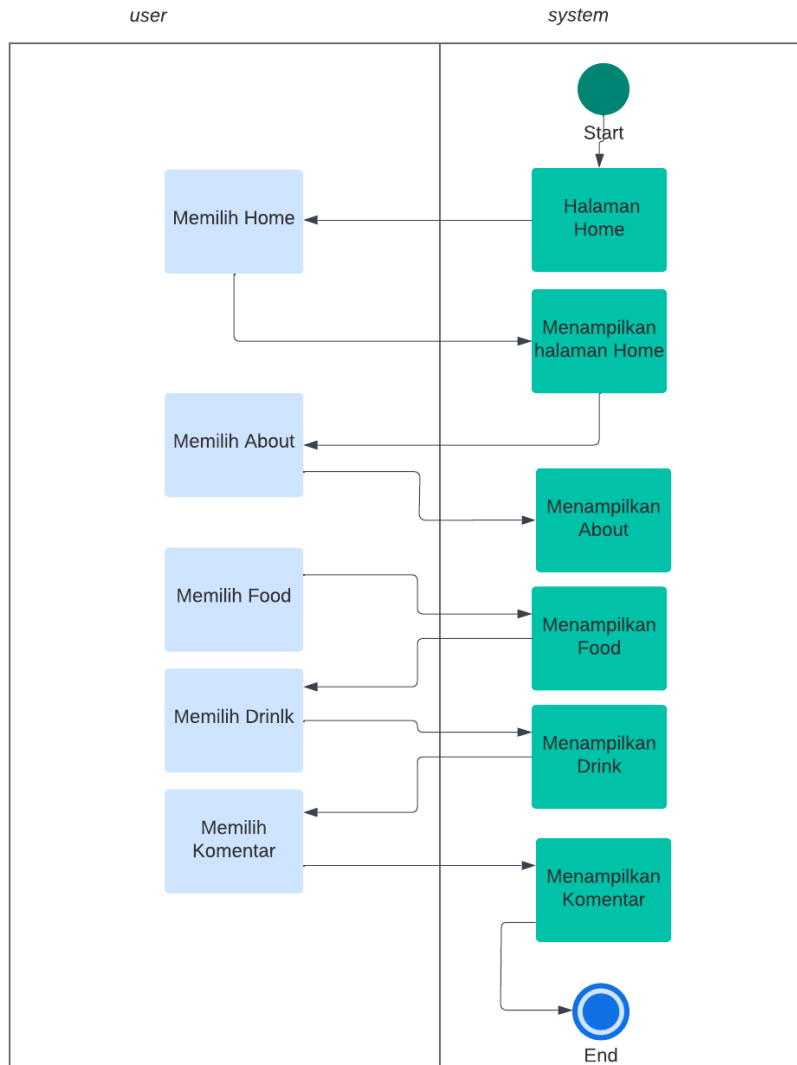 user
system
Start
Halaman
Home
Memilih Home
Menampilkan
halaman Home
Memilih About
Menampilkan
About
Memilih Food
Menampilkan
Food
Memilih Drinlk
Menampilkan
Drink
Memilih
Komentar
Menampilkan
Komentar
End